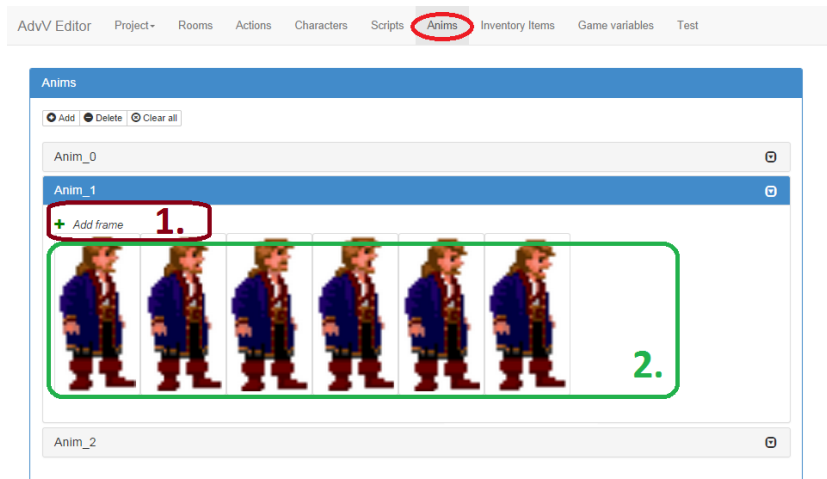 AdvV Editor Project Rooms Actions Characters Scripts Anims Inventory Items Game variables Test
Anims
Add Delete Clear all
Anim_0
Anim_1
Add frame 1.
2.
Anim_2